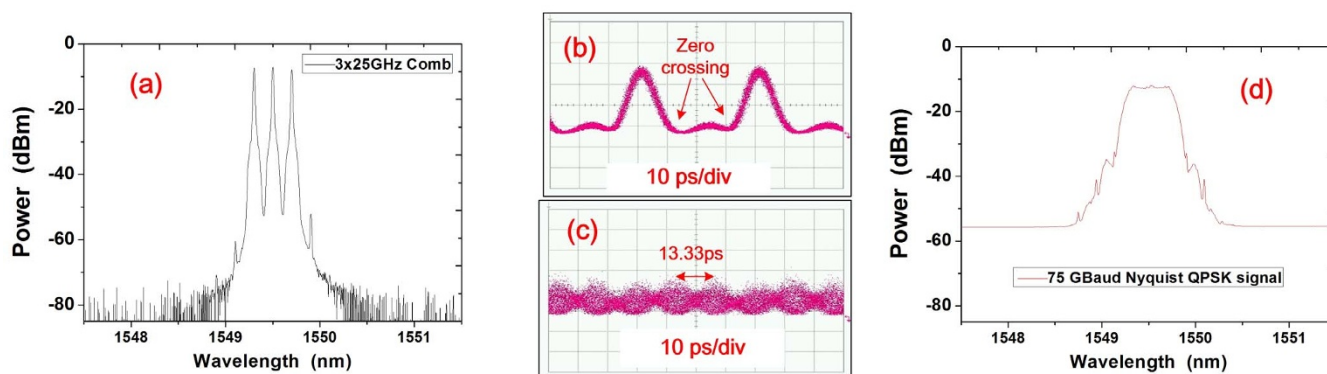 (a)
3x25GHz Comb
0
-20
-40
-60
-80
Power (dBm)
1548
1549
1550
1551
Wavelength (nm)
(b)
Zero
crossing
10 ps/div
(c)
13.33ps
10 ps/div
(d)
0
-20
-40
-60
-80
Power (dBm)
75 GBaud Nyquist QPSK signal
1548
1549
1550
1551
Wavelength (nm)